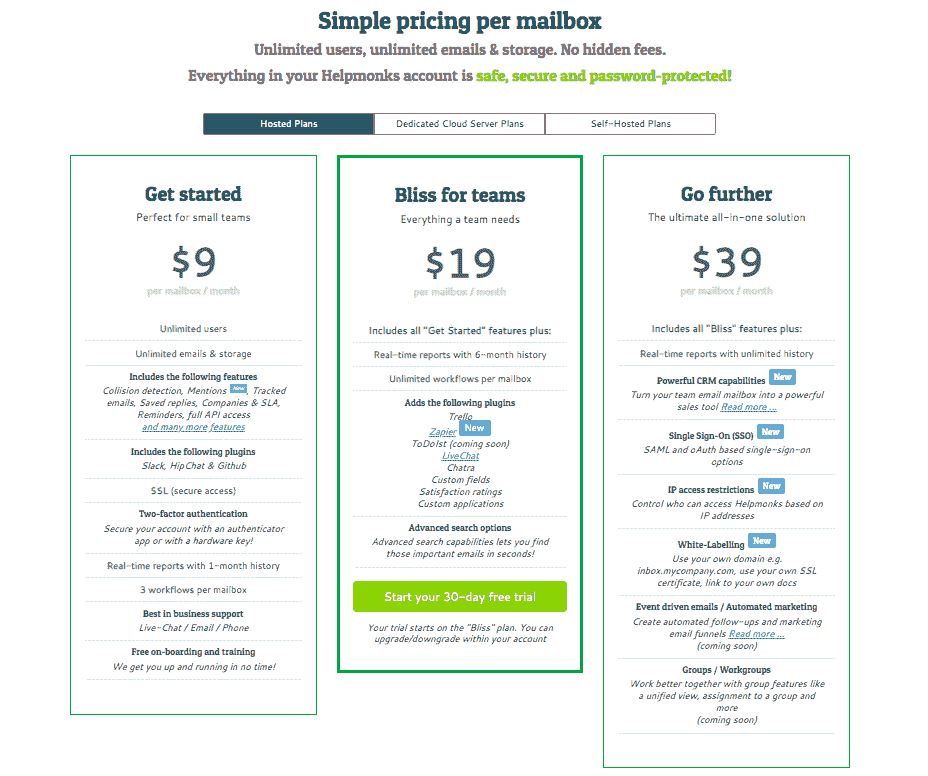 Simple pricing per mailbox
Unlimited users, unlimited emails & storage. No hidden fees.
Everything in your Helpmonks account is safe, secure and password-protected!
Hosted Plans
Dedicated Cloud Server Plans
Self-Hosted Plans
Get started
Perfect for small teams
$9
per mailbox / month
Unlimited users
Unlimited emails & storage
Includes the following features
Collision detection, Mentions New, Tracked
emails, Saved replies, Companies & SLA,
Reminders, full API access
and many more features
Includes the following plugins
Slack, HipChat & Github
SSL (secure access)
Two-factor authentication
Secure your account with an authenticator
app or with a hardware key!
Real-time reports with 1-month history
3 workflows per mailbox
Best in business support
Live-Chat / Email / Phone
Free on-boarding and training
We get you up and running in no time!
Bliss for teams
Everything a team needs
$19
per mailbox / month
Includes all "Get Started" features plus:
Real-time reports with 6-month history
Unlimited workflows per mailbox
Adds the following plugins
Trello
Zapier New
ToDoIst (coming soon)
LiveChat
Chatra
Custom fields
Satisfaction ratings
Custom applications
Advanced search options
Advanced search capabilities lets you find
those important emails in seconds!
Start your 30-day free trial
Your trial starts on the "Bliss" plan. You can
upgrade/downgrade within your account
Go further
The ultimate all-in-one solution
$39
per mailbox / month
Includes all "Bliss" features plus:
Real-time reports with unlimited history
Powerful CRM capabilities New
Turn your team email mailbox into a powerful
sales tool Read more ...
Single Sign-On (SSO) New
SAML and oAuth based single-sign-on
options
IP access restrictions New
Control who can access Helpmonks based on
IP addresses
White-Labelling New
Use your own domain e.g.
inbox.mycompany.com, use your own SSL
certificate, link to your own docs
Event driven emails / Automated marketing
Create automated follow-ups and marketing
email funnels Read more ...
(coming soon)
Groups / Workgroups
Work better together with group features like
a unified view, assignment to a group and
more
(coming soon)